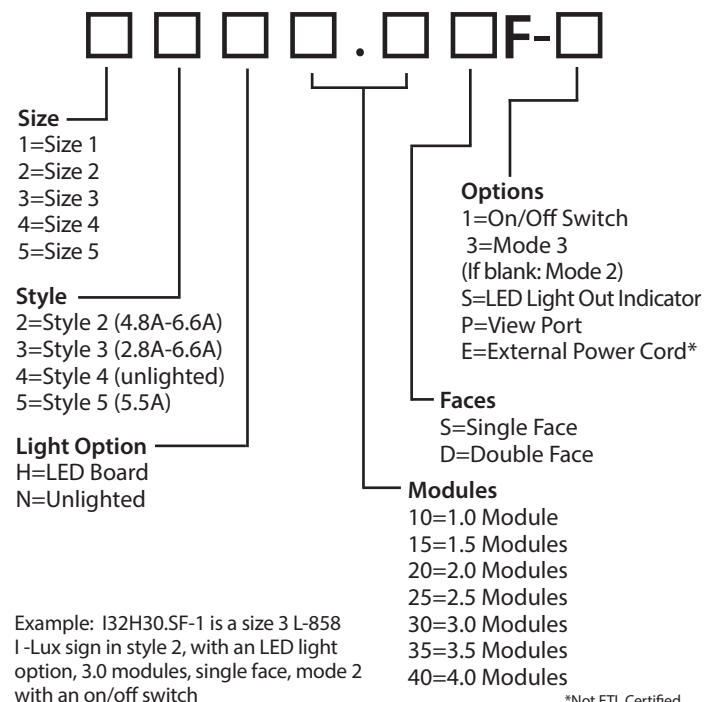 . F-
Size
1=Size 1
2=Size 2
3=Size 3
4=Size 4
5=Size 5
Style
2=Style 2 (4.8A-6.6A)
3=Style 3 (2.8A-6.6A)
4=Style 4 (unlighted)
5=Style 5 (5.5A)
Light Option
H=LED Board
N=Unlighted
Options
1=On/Off Switch
3=Mode 3
(If blank: Mode 2)
S=LED Light Out Indicator
P=View Port
E=External Power Cord*
Faces
S=Single Face
D=Double Face
Modules
10=1.0 Module
15=1.5 Modules
20=2.0 Modules
25=2.5 Modules
30=3.0 Modules
35=3.5 Modules
40=4.0 Modules
Example: I32H30.SF-1 is a size 3 L-858
I -Lux sign in style 2, with an LED light
option, 3.0 modules, single face, mode 2
with an on/off switch
*Not ETL Certified